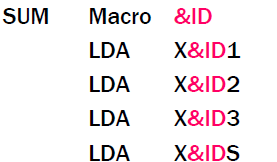 SUM Macro &ID
LDA X&ID1
LDA X&ID2
LDA X&ID3
LDA X&IDS